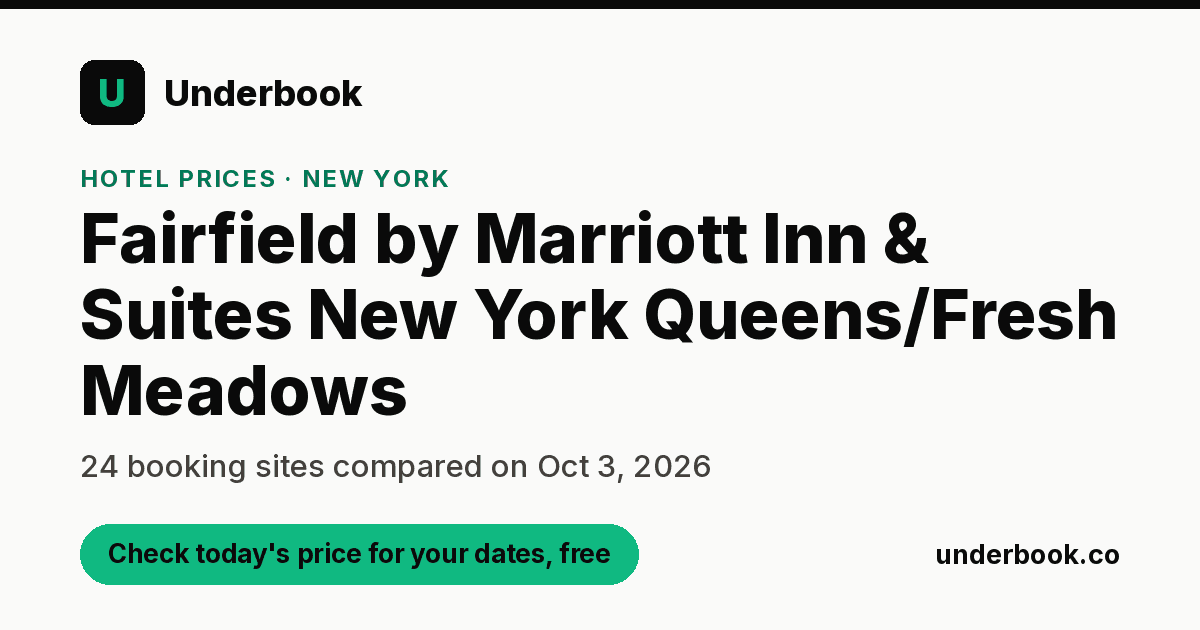 U Underbook
HOTEL PRICES · NEW YORK
Fairfield by Marriott Inn &
Suites New York Queens/Fresh
Meadows
24 booking sites compared on Oct 3, 2026
Check today's price for your dates, free
underbook.co